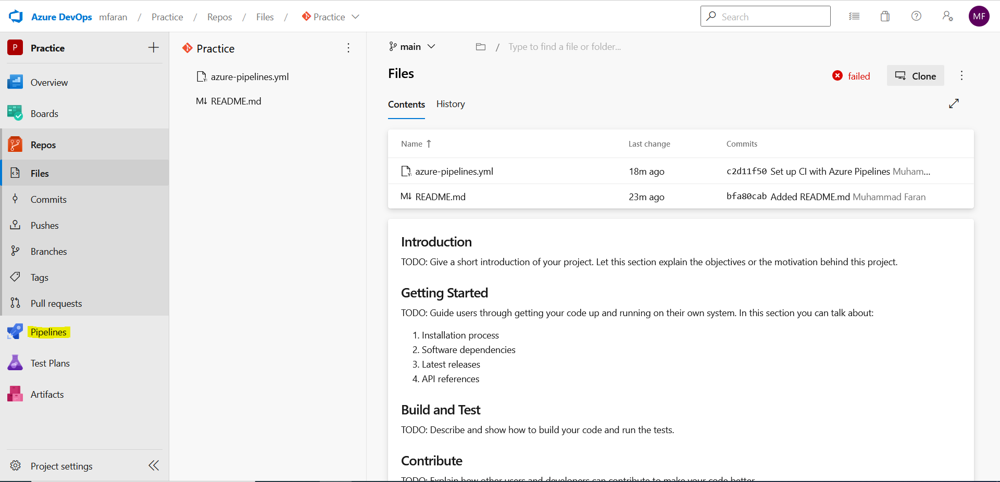 Azure DevOps mfaran / Practice / Repos / Files / Practice
Search
MF
P Practice
Overview
Boards
Repos
Files
Commits
Pushes
Branches
Tags
Pull requests
Pipelines
Test Plans
Artifacts
Project settings
Practice
azure-pipelines.yml
README.md
main
/ Type to find a file or folder...
Files
failed
Clone
Contents History
Name Last change Commits
azure-pipelines.yml 18m ago c2d11f50 Set up CI with Azure Pipelines Muham...
README.md 23m ago bfa80cab Added README.md Muhammad Faran
Introduction
TODO: Give a short introduction of your project. Let this section explain the objectives or the motivation behind this project.
Getting Started
TODO: Guide users through getting your code up and running on their own system. In this section you can talk about:
1. Installation process
2. Software dependencies
3. Latest releases
4. API references
Build and Test
TODO: Describe and show how to build your code and run the tests.
Contribute
TODO: Explain how other users and developers can contribute to make your code better.